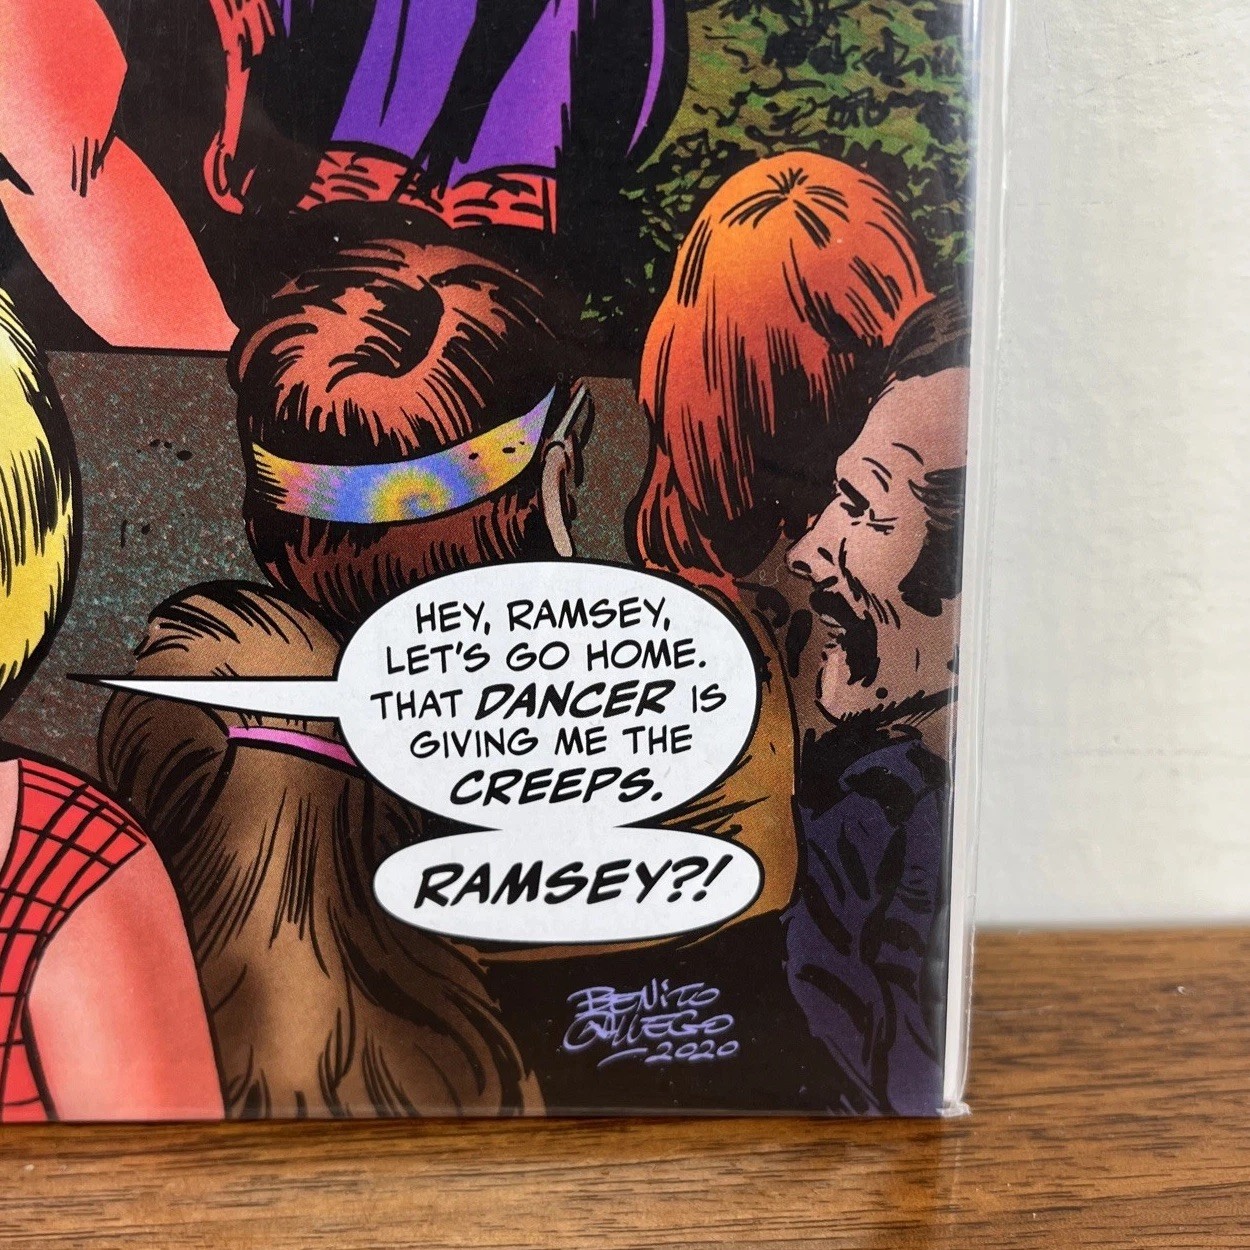 HEY, RAMSEY,
LET'S GO HOME.
THAT DANCER IS
GIVING ME THE
CREEPS.
RAMSEY?!
BENiTO
GALLEGO
2020